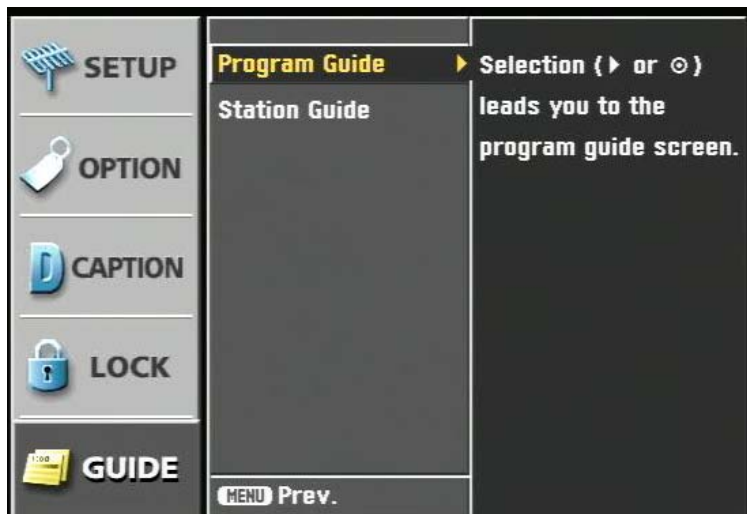 SETUP
OPTION
D CAPTION
LOCK
GUIDE
Program Guide
Station Guide
MENU Prev.
Selection (▶ or ⊙)
leads you to the
program guide screen.